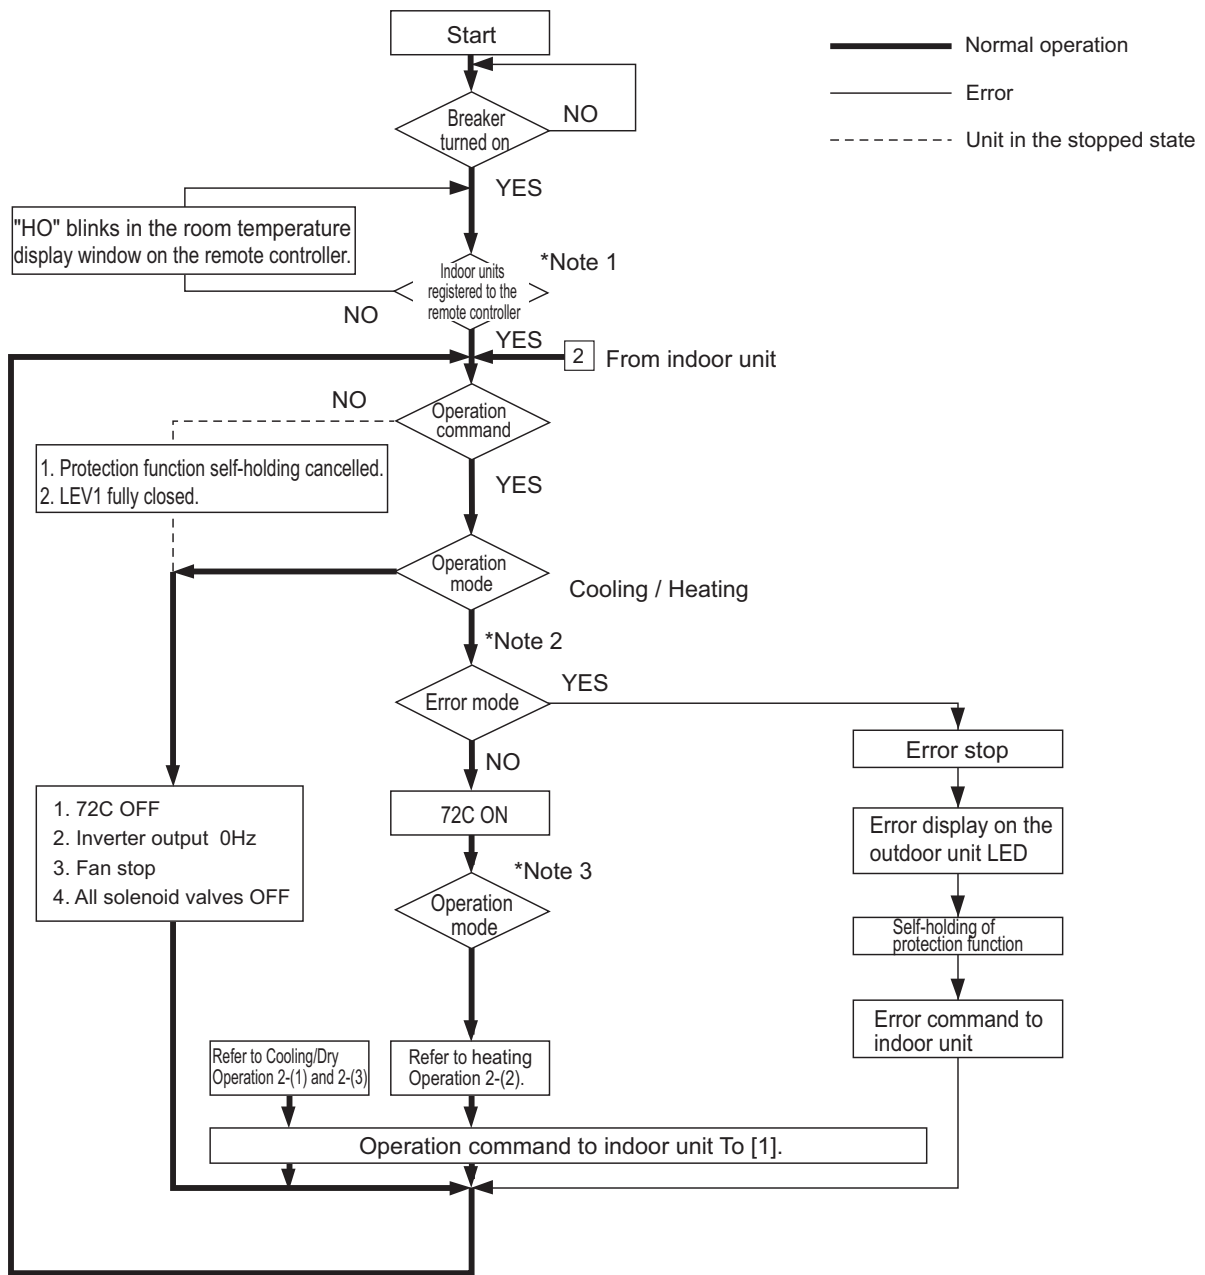 Start
Normal operation
Error
Unit in the stopped state
Breaker
turned on
NO
YES
"HO" blinks in the room temperature
display window on the remote controller.
*Note 1
Indoor units
registered to the
remote controller
NO
YES
2
From indoor unit
NO
Operation
command
1. Protection function self-holding cancelled.
2. LEV1 fully closed.
YES
Operation
mode
Cooling / Heating
*Note 2
Error mode
YES
NO
Error stop
1. 72C OFF
2. Inverter output 0Hz
3. Fan stop
4. All solenoid valves OFF
72C ON
Error display on the
outdoor unit LED
*Note 3
Operation
mode
Self-holding of
protection function
Error command to
indoor unit
Refer to Cooling/Dry
Operation 2-(1) and 2-(3)
Refer to heating
Operation 2-(2).
Operation command to indoor unit To [1].